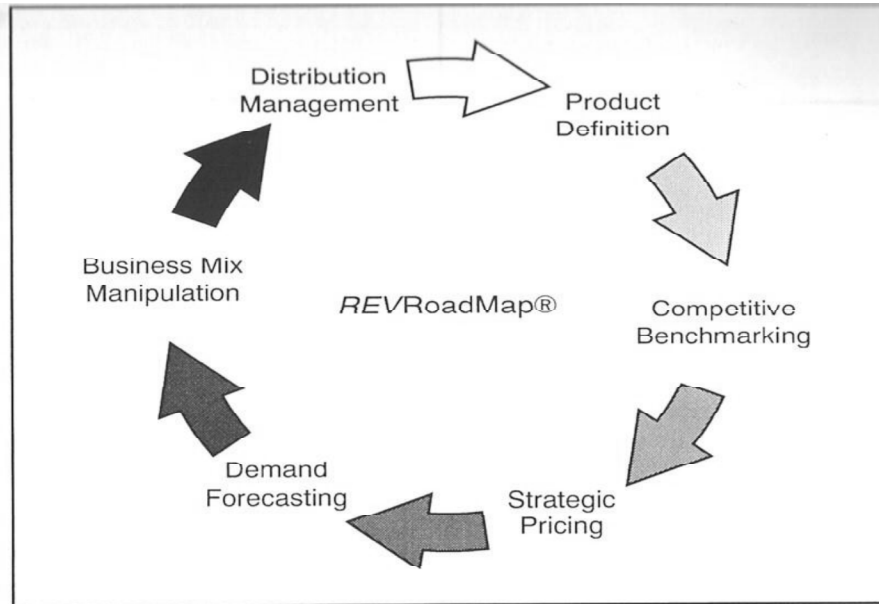 Distribution
Management
Product
Definition
Competitive
Benchmarking
Strategic
Pricing
Demand
Forecasting
Business Mix
Manipulation
REVRoadMap®